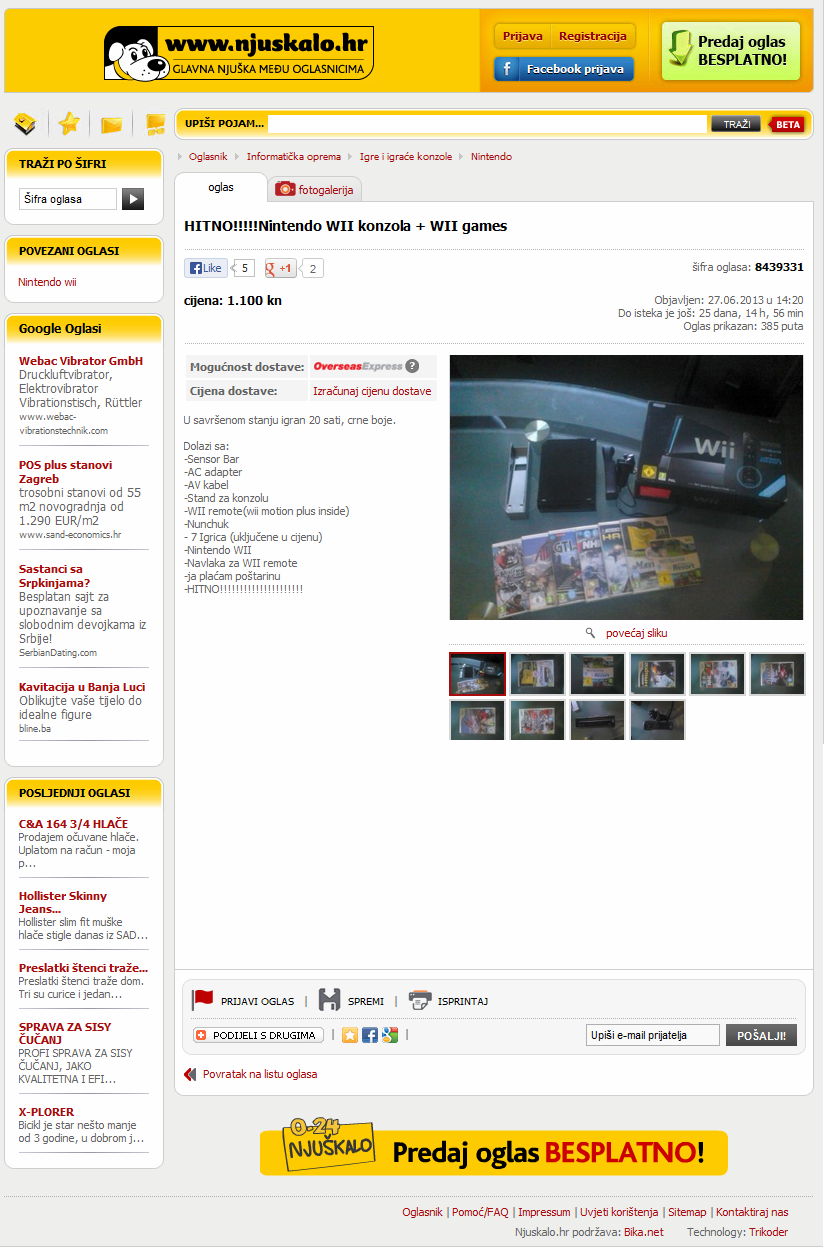 www.njuskalo.hr
GLAVNA NJUŠKA MEĐU OGLASNICIMA
Prijava
Registracija
Facebook prijava
Predaj oglas
BESPLATNO!
UPIŠI POJAM...
TRAŽI
BETA
TRAŽI PO ŠIFRI
Šifra oglasa
POVEZANI OGLASI
Nintendo wii
Google Oglasi
Webac Vibrator GmbH
Druckluftvibrator,
Elektrovibrator
Vibrationstisch, Rüttler
www.webac-
vibrationstechnik.com
POS plus stanovi
Zagreb
trosobni stanovi od 55
m2 novogradnja od
1.290 EUR/m2
www.sand-economics.hr
Sastanci sa
Srpkinjama?
Besplatan sajt za
upoznavanje sa
slobodnim devojkama iz
Srbije!
SerbianDating.com
Kavitacija u Banja Luci
Oblikujte vaše tijelo do
idealne figure
bline.ba
POSLJEDNJI OGLASI
C&A 164 3/4 HLAČE
Prodajem očuvane hlače.
Uplatom na račun - moja
p...
Hollister Skinny
Jeans...
Hollister slim fit muške
hlače stigle danas iz SAD...
Preslatki štenci traže...
Preslatki štenci traže dom.
Tri su curice i jedan...
SPRAVA ZA SISY
ČUČANJ
PROFI SPRAVA ZA SISY
ČUČANJ, JAKO
KVALITETNA I EFI...
X-PLORER
Bicikl je star nešto manje
od 3 godine, u dobrom j...
Oglasnik
Informatička oprema
Igre i igraće konzole
Nintendo
oglas
fotogalerija
HITNO!!!!!Nintendo WII konzola + WII games
Like
5
+1
2
šifra oglasa: 8439331
cijena: 1.100 kn
Objavljen: 27.06.2013 u 14:20
Do isteka je još: 25 dana, 14 h, 56 min
Oglas prikazan: 385 puta
Mogućnost dostave: OverseasExpress ?
Cijena dostave: Izračunaj cijenu dostave
U savršenom stanju igran 20 sati, crne boje.
Dolazi sa:
-Sensor Bar
-AC adapter
-AV kabel
-Stand za konzolu
-WII remote(wii motion plus inside)
-Nunchuk
- 7 Igrica (uključene u cijenu)
-Nintendo WII
-Navlaka za WII remote
-ja plaćam poštarinu
-HITNO!!!!!!!!!!!!!!!!!!!!!
Wii
povećaj sliku
PRIJAVI OGLAS
SPREMI
ISPRINTAJ
PODIJELI S DRUGIMA
Upiši e-mail prijatelja
POŠALJI!
Povratak na listu oglasa
0-24
NJUŠKALO
Predaj oglas BESPLATNO!
Oglasnik | Pomoć/FAQ | Impressum | Uvjeti korištenja | Sitemap | Kontaktiraj nas
Njuskalo.hr podržava: Bika.net
Technology: Trikoder